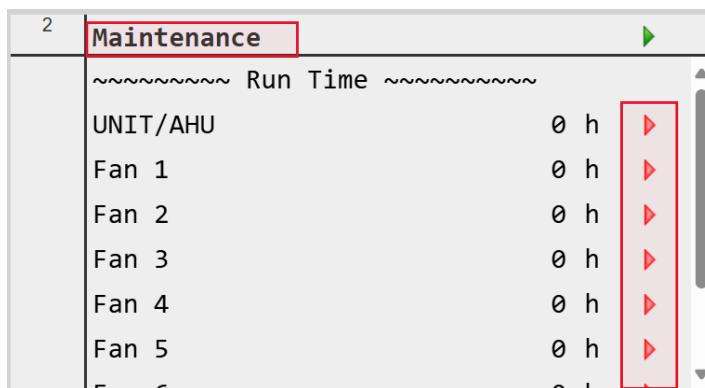 2
Maintenance
~~~~~~~~~ Run Time ~~~~~~~~~~
UNIT/AHU 0 h
Fan 1 0 h
Fan 2 0 h
Fan 3 0 h
Fan 4 0 h
Fan 5 0 h